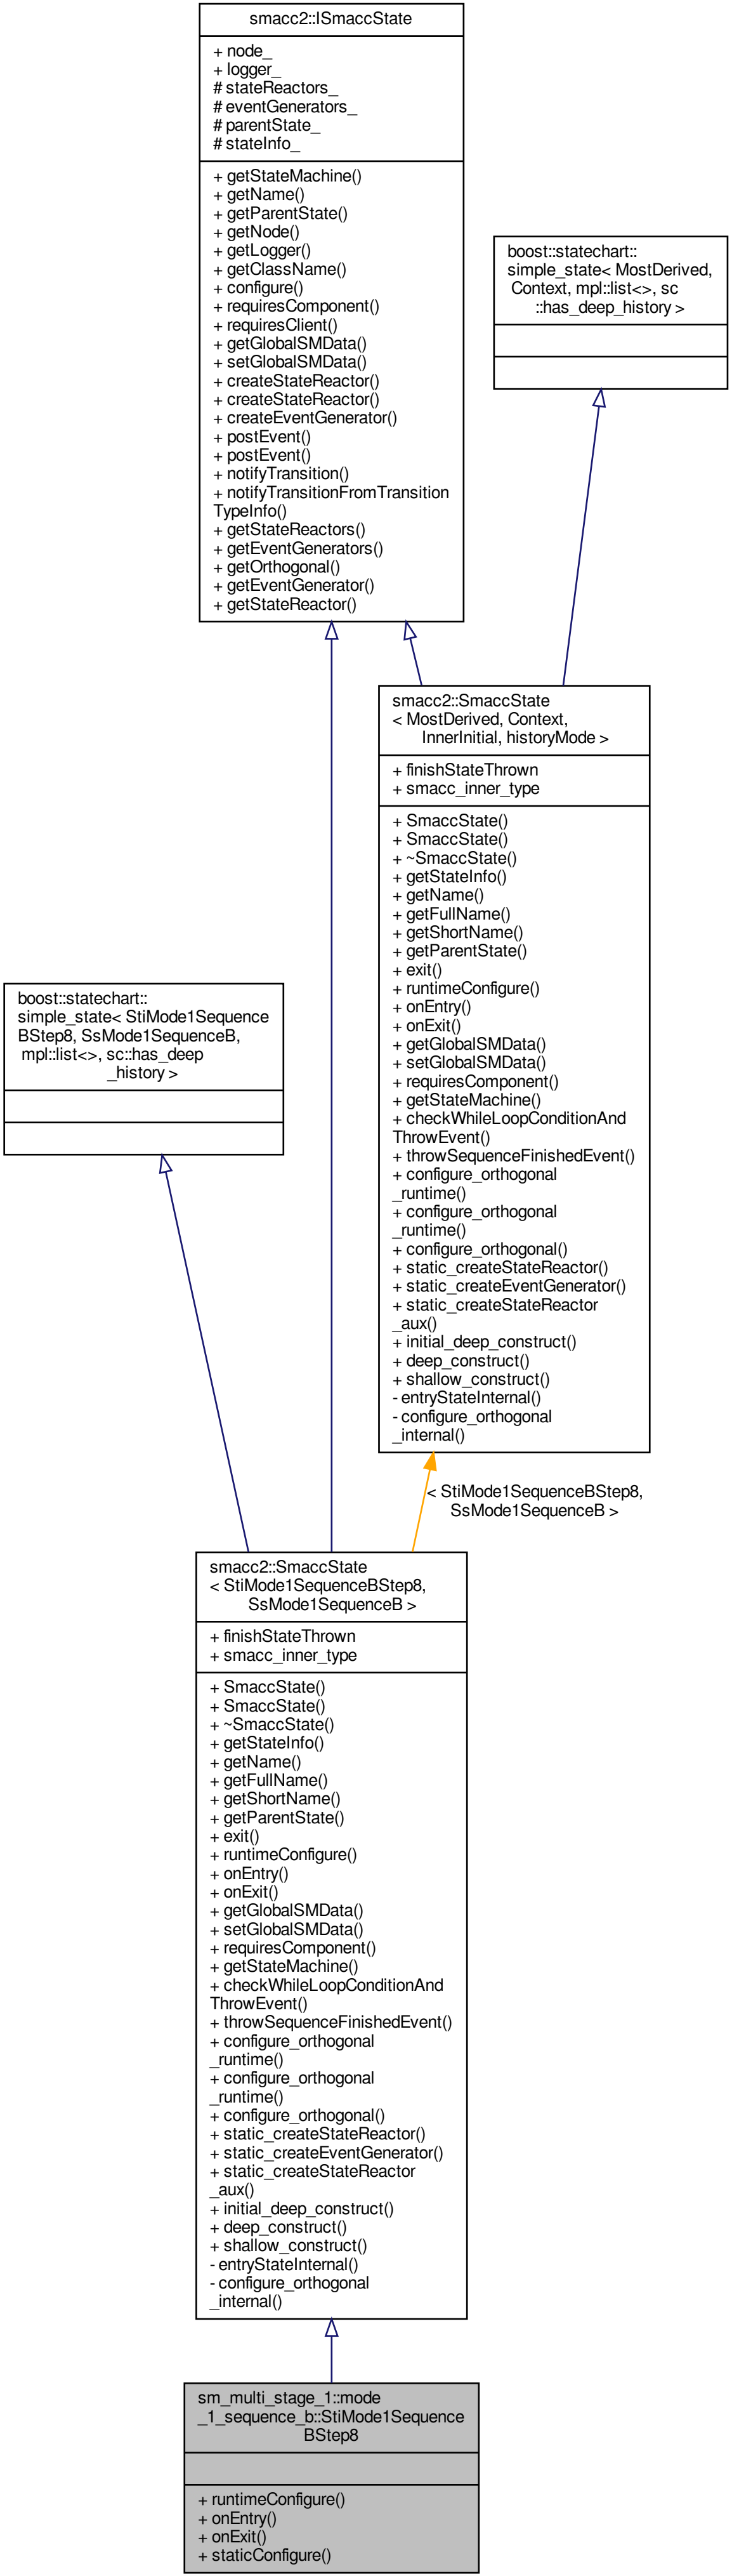 smacc2::ISmaccState
+ node_
+ logger_
# stateReactors_
# eventGenerators_
# parentState_
# stateInfo_
+ getStateMachine()
+ getName()
+ getParentState()
+ getNode()
+ getLogger()
+ getClassName()
+ configure()
+ requiresComponent()
+ requiresClient()
+ getGlobalSMData()
+ setGlobalSMData()
+ createStateReactor()
+ createStateReactor()
+ createEventGenerator()
+ postEvent()
+ postEvent()
+ notifyTransition()
+ notifyTransitionFromTransition
TypeInfo()
+ getStateReactors()
+ getEventGenerators()
+ getOrthogonal()
+ getEventGenerator()
+ getStateReactor()
boost::statechart::
simple_state< MostDerived,
Context, mpl::list<>, sc
::has_deep_history >
smacc2::SmaccState
< MostDerived, Context,
InnerInitial, historyMode >
+ finishStateThrown
+ smacc_inner_type
+ SmaccState()
+ SmaccState()
+ ~SmaccState()
+ getStateInfo()
+ getName()
+ getFullName()
+ getShortName()
+ getParentState()
+ exit()
+ runtimeConfigure()
+ onEntry()
+ onExit()
+ getGlobalSMData()
+ setGlobalSMData()
+ requiresComponent()
+ getStateMachine()
+ checkWhileLoopConditionAnd
ThrowEvent()
+ throwSequenceFinishedEvent()
+ configure_orthogonal
_runtime()
+ configure_orthogonal
_runtime()
+ configure_orthogonal()
+ static_createStateReactor()
+ static_createEventGenerator()
+ static_createStateReactor
_aux()
+ initial_deep_construct()
+ deep_construct()
+ shallow_construct()
- entryStateInternal()
- configure_orthogonal
_internal()
boost::statechart::
simple_state< StiMode1Sequence
BStep8, SsMode1SequenceB,
mpl::list<>, sc::has_deep
_history >
< StiMode1SequenceBStep8,
SsMode1SequenceB >
smacc2::SmaccState
< StiMode1SequenceBStep8,
SsMode1SequenceB >
+ finishStateThrown
+ smacc_inner_type
+ SmaccState()
+ SmaccState()
+ ~SmaccState()
+ getStateInfo()
+ getName()
+ getFullName()
+ getShortName()
+ getParentState()
+ exit()
+ runtimeConfigure()
+ onEntry()
+ onExit()
+ getGlobalSMData()
+ setGlobalSMData()
+ requiresComponent()
+ getStateMachine()
+ checkWhileLoopConditionAnd
ThrowEvent()
+ throwSequenceFinishedEvent()
+ configure_orthogonal
_runtime()
+ configure_orthogonal
_runtime()
+ configure_orthogonal()
+ static_createStateReactor()
+ static_createEventGenerator()
+ static_createStateReactor
_aux()
+ initial_deep_construct()
+ deep_construct()
+ shallow_construct()
- entryStateInternal()
- configure_orthogonal
_internal()
sm_multi_stage_1::mode
_1_sequence_b::StiMode1Sequence
BStep8
+ runtimeConfigure()
+ onEntry()
+ onExit()
+ staticConfigure()